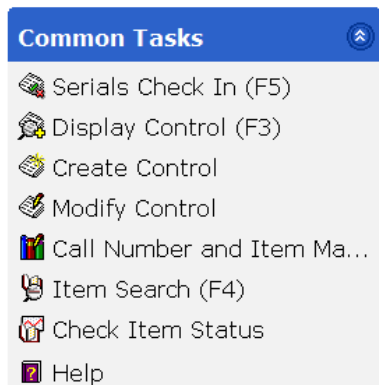 Common Tasks
Serials Check In (F5)
Display Control (F3)
Create Control
Modify Control
Call Number and Item Ma...
Item Search (F4)
Check Item Status
Help